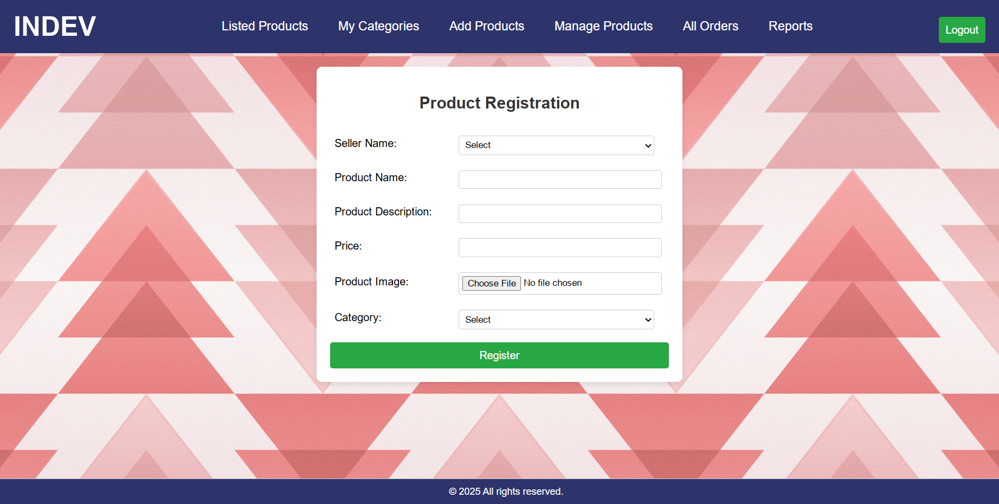 INDEV
Listed Products
My Categories
Add Products
Manage Products
All Orders
Reports
Logout
Product Registration
Seller Name:
Select
Product Name:
Product Description:
Price:
Product Image:
Choose File No file chosen
Category:
Select
Register
© 2025 All rights reserved.